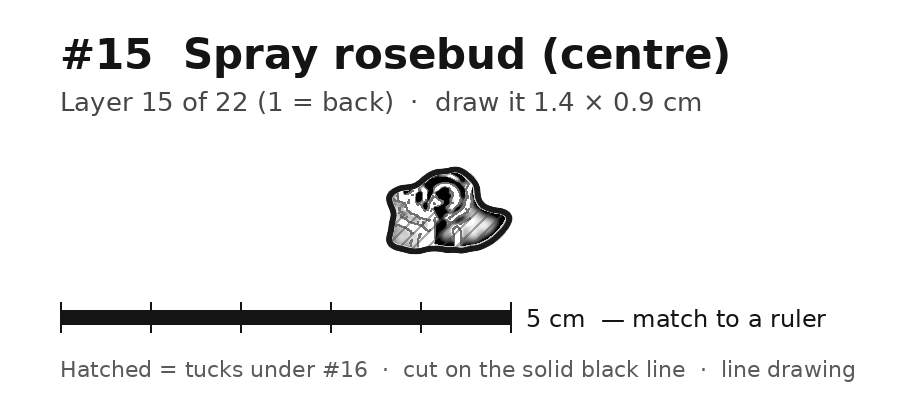 #15 Spray rosebud (centre)
Layer 15 of 22 (1 = back) · draw it 1.4 × 0.9 cm
5 cm — match to a ruler
Hatched = tucks under #16 · cut on the solid black line · line drawing